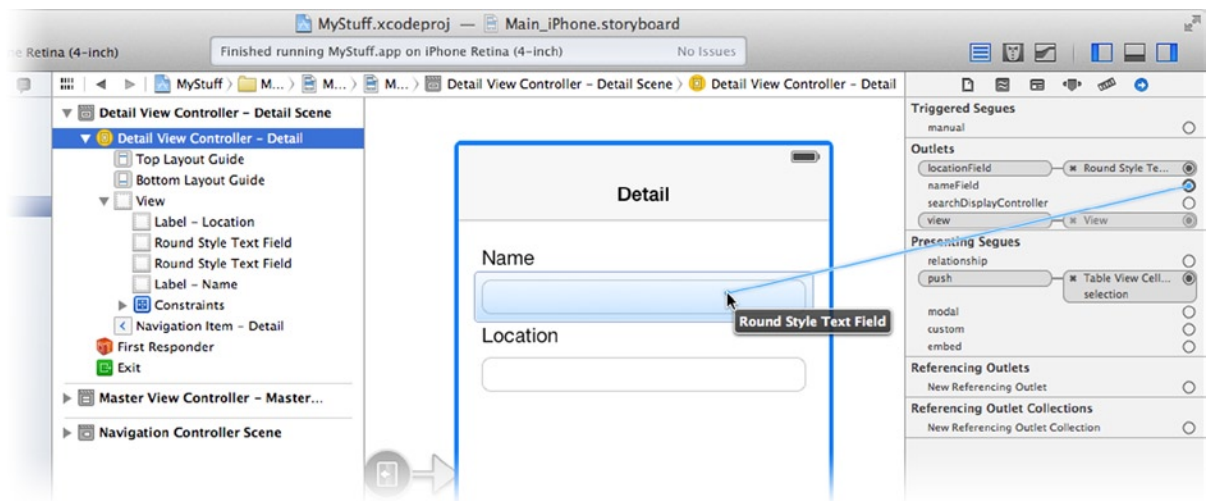 MyStuff.xcodeproj — Main_iPhone.storyboard
Retina (4-inch)
Finished running MyStuff.app on iPhone Retina (4-inch) No Issues
MyStuff M... M... M... Detail View Controller – Detail Scene Detail View Controller – Detail
Detail View Controller – Detail Scene
Detail View Controller – Detail
Top Layout Guide
Bottom Layout Guide
View
Label – Location
Round Style Text Field
Round Style Text Field
Label – Name
Constraints
Navigation Item – Detail
First Responder
Exit
Master View Controller – Master...
Navigation Controller Scene
Detail
Name
Round Style Text Field
Location
Triggered Segues
manual
Outlets
locationField Round Style Te...
nameField
searchDisplayController
view View
Presenting Segues
relationship
push Table View Cell...
selection
modal
custom
embed
Referencing Outlets
New Referencing Outlet
Referencing Outlet Collections
New Referencing Outlet Collection